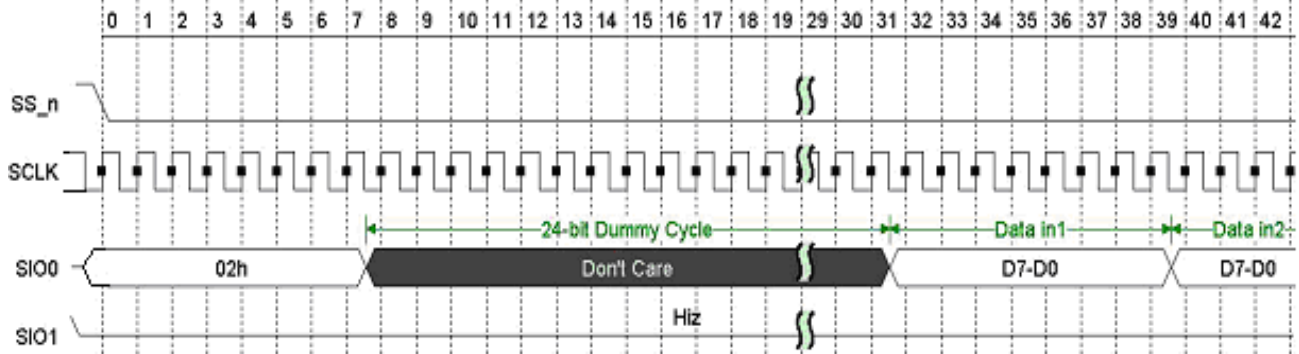 0 1 2 3 4 5 6 7 8 9 10 11 12 13 14 15 16 17 18 19 29 30 31 32 33 34 35 36 37 38 39 40 41 42
SS_n
SCLK
24-bit Dummy Cycle Data in1 Data in2
SIO0 02h Don't Care D7-D0 D7-D0
Hiz
SIO1